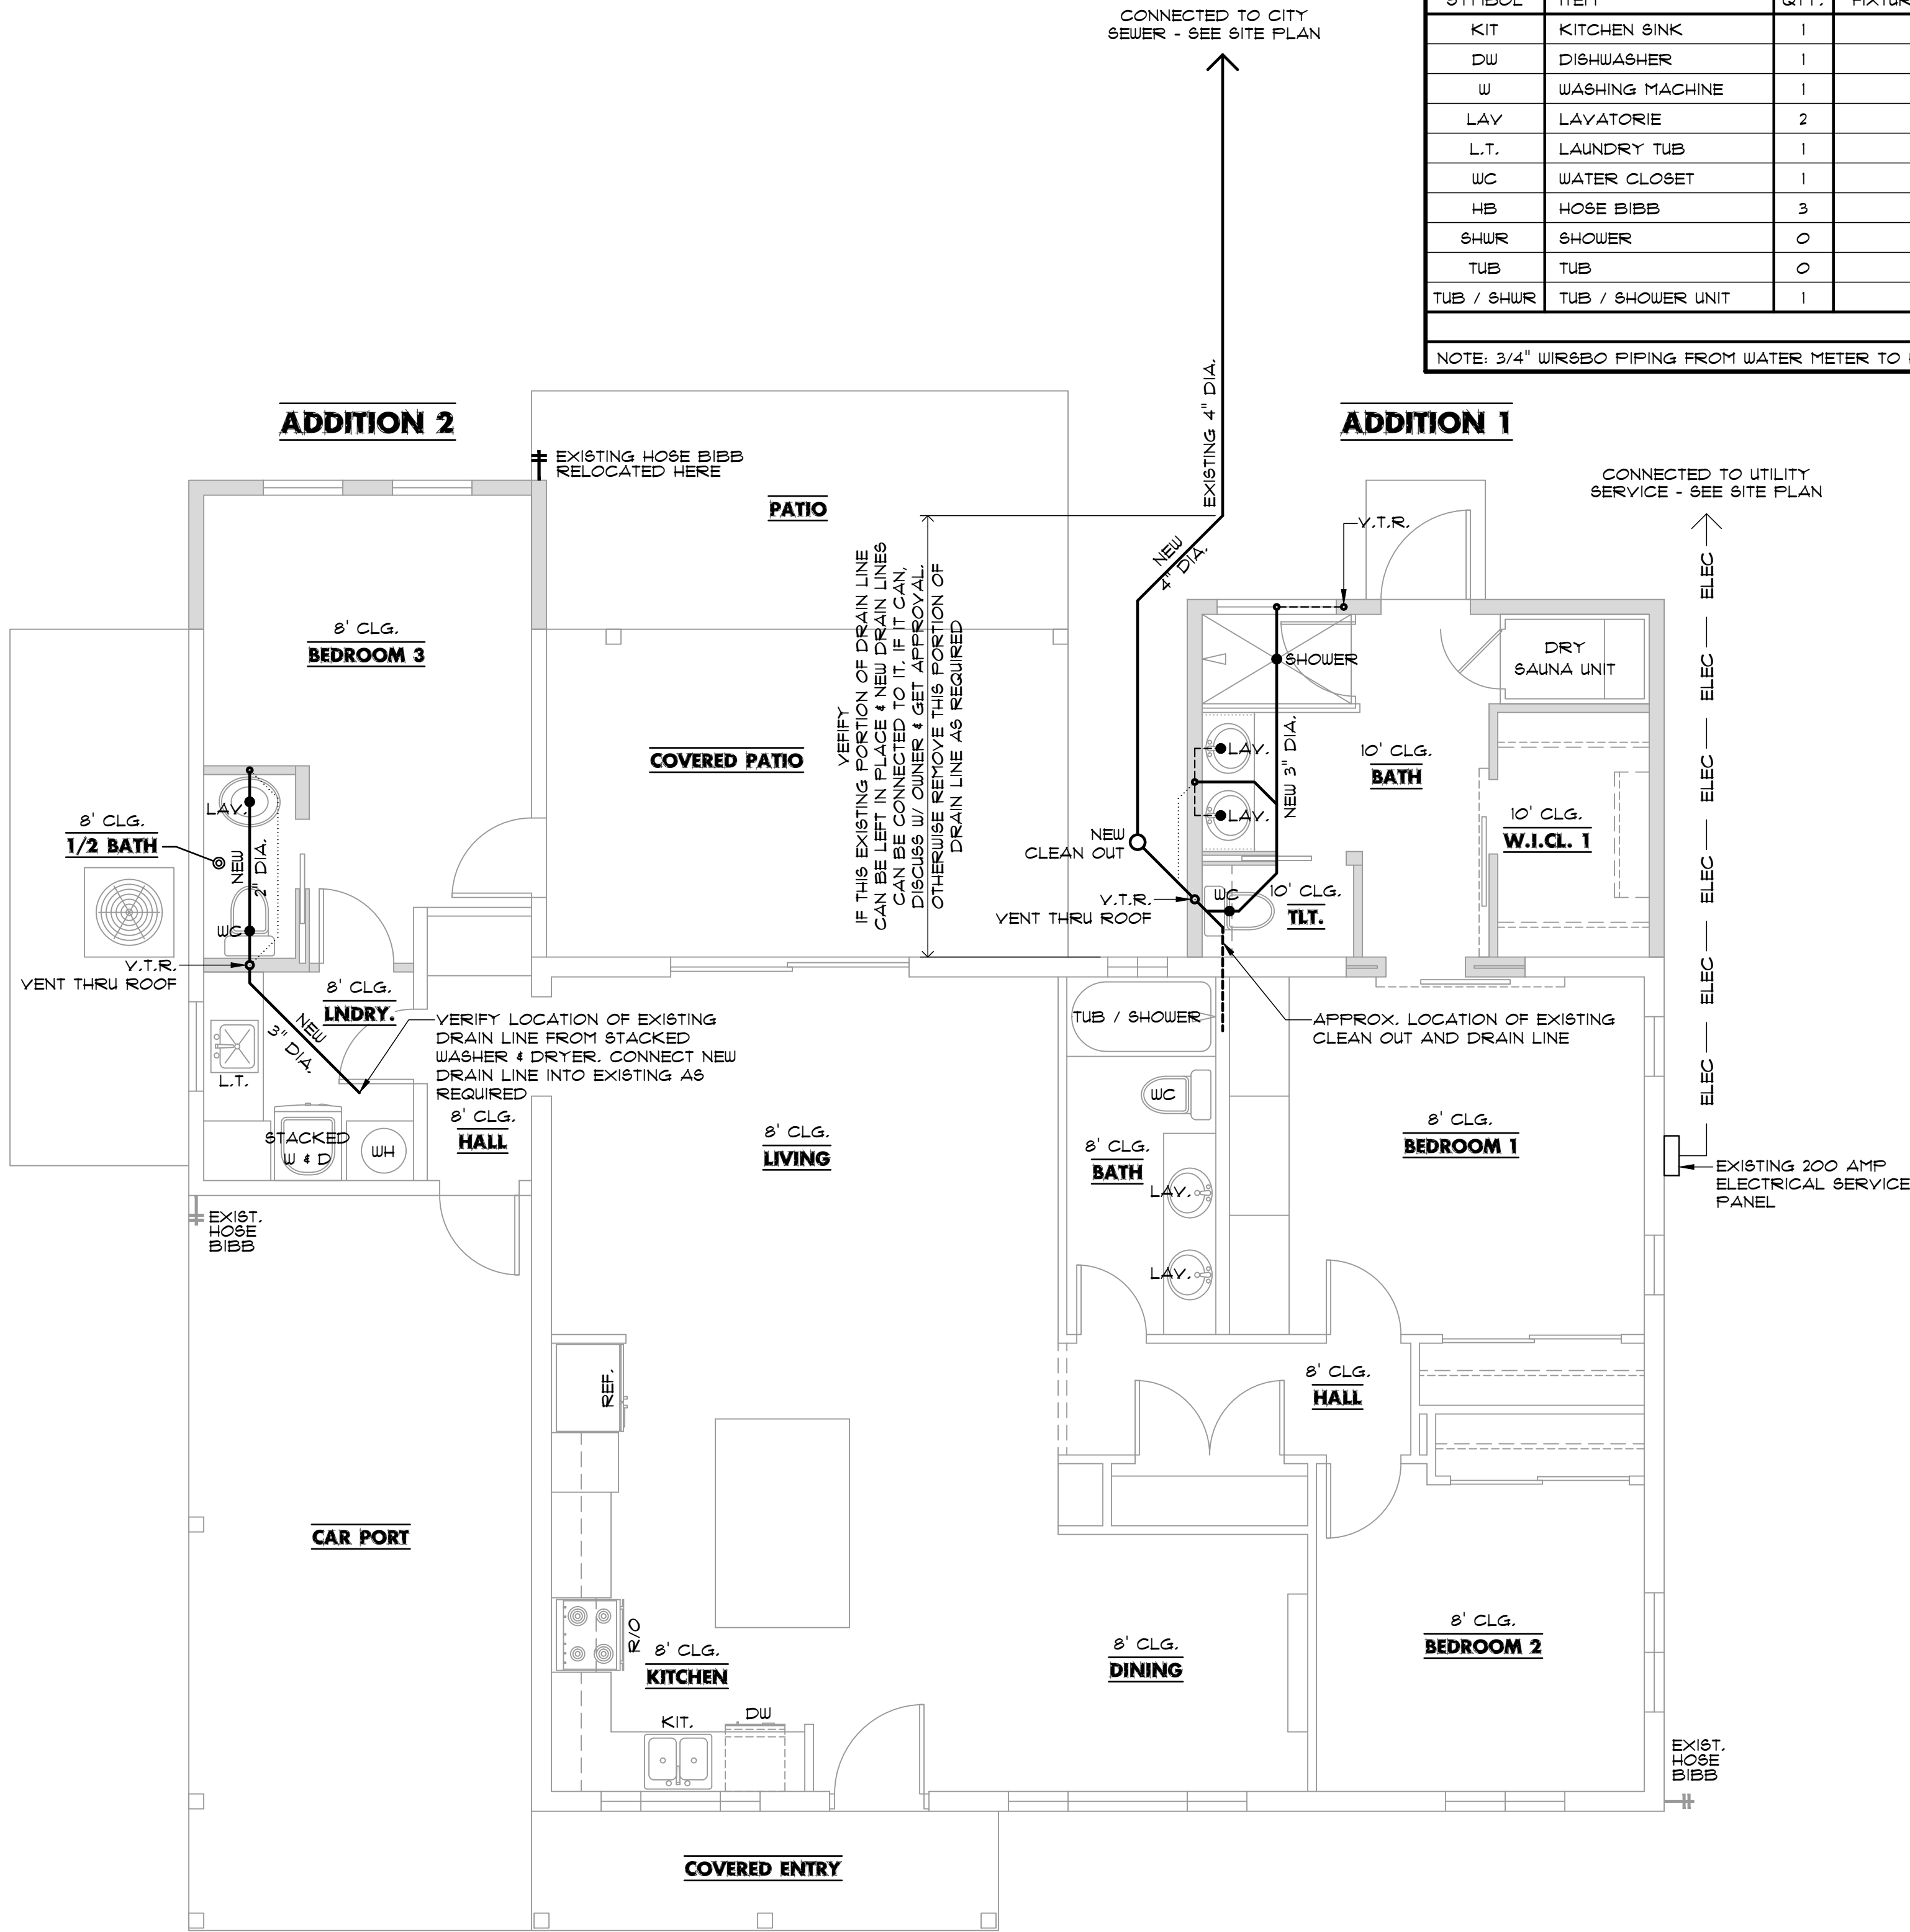 CONNECTED TO CITY
SEWER - SEE SITE PLAN
SYMBOL ITEM QTY.
KIT KITCHEN SINK 1
DW DISHWASHER 1
W WASHING MACHINE 1
LAV LAVATORIE 2
L.T. LAUNDRY TUB 1
WC WATER CLOSET 1
HB HOSE BIBB 3
SHWR SHOWER 0
TUB TUB 0
TUB / SHWR TUB / SHOWER UNIT 1
NOTE: 3/4" WIRSBO PIPING FROM WATER METER TO
ADDITION 2
EXISTING HOSE BIBB
RELOCATED HERE
PATIO
EXISTING 4" DIA.
NEW
4" DIA.
ADDITION 1
CONNECTED TO UTILITY
SERVICE - SEE SITE PLAN
V.T.R.
ELEC
ELEC
ELEC
ELEC
ELEC
ELEC
8' CLG.
BEDROOM 3
COVERED PATIO
VERIFY
IF THIS EXISTING PORTION OF DRAIN LINE
CAN BE LEFT IN PLACE & NEW DRAIN LINES
CAN BE CONNECTED TO IT. IF IT CAN,
DISCUSS W/ OWNER & GET APPROVAL.
OTHERWISE REMOVE THIS PORTION OF
DRAIN LINE AS REQUIRED
SHOWER
DRY
SAUNA UNIT
LAV.
LAV.
NEW 3" DIA.
10' CLG.
BATH
10' CLG.
W.I.CL. 1
NEW
CLEAN OUT
V.T.R.
VENT THRU ROOF
WC
10' CLG.
TLT.
8' CLG.
1/2 BATH
LAV.
NEW
2" DIA.
WC
V.T.R.
VENT THRU ROOF
8' CLG.
LNDRY.
NEW
3" DIA.
L.T.
VERIFY LOCATION OF EXISTING
DRAIN LINE FROM STACKED
WASHER & DRYER. CONNECT NEW
DRAIN LINE INTO EXISTING AS
REQUIRED
STACKED
W & D
WH
8' CLG.
HALL
8' CLG.
LIVING
TUB / SHOWER
APPROX. LOCATION OF EXISTING
CLEAN OUT AND DRAIN LINE
WC
8' CLG.
BATH
LAV.
LAV.
8' CLG.
BEDROOM 1
EXISTING 200 AMP
ELECTRICAL SERVICE
PANEL
EXIST.
HOSE
BIBB
REF.
8' CLG.
HALL
CAR PORT
R/O
8' CLG.
KITCHEN
KIT.
DW
8' CLG.
DINING
8' CLG.
BEDROOM 2
EXIST.
HOSE
BIBB
COVERED ENTRY